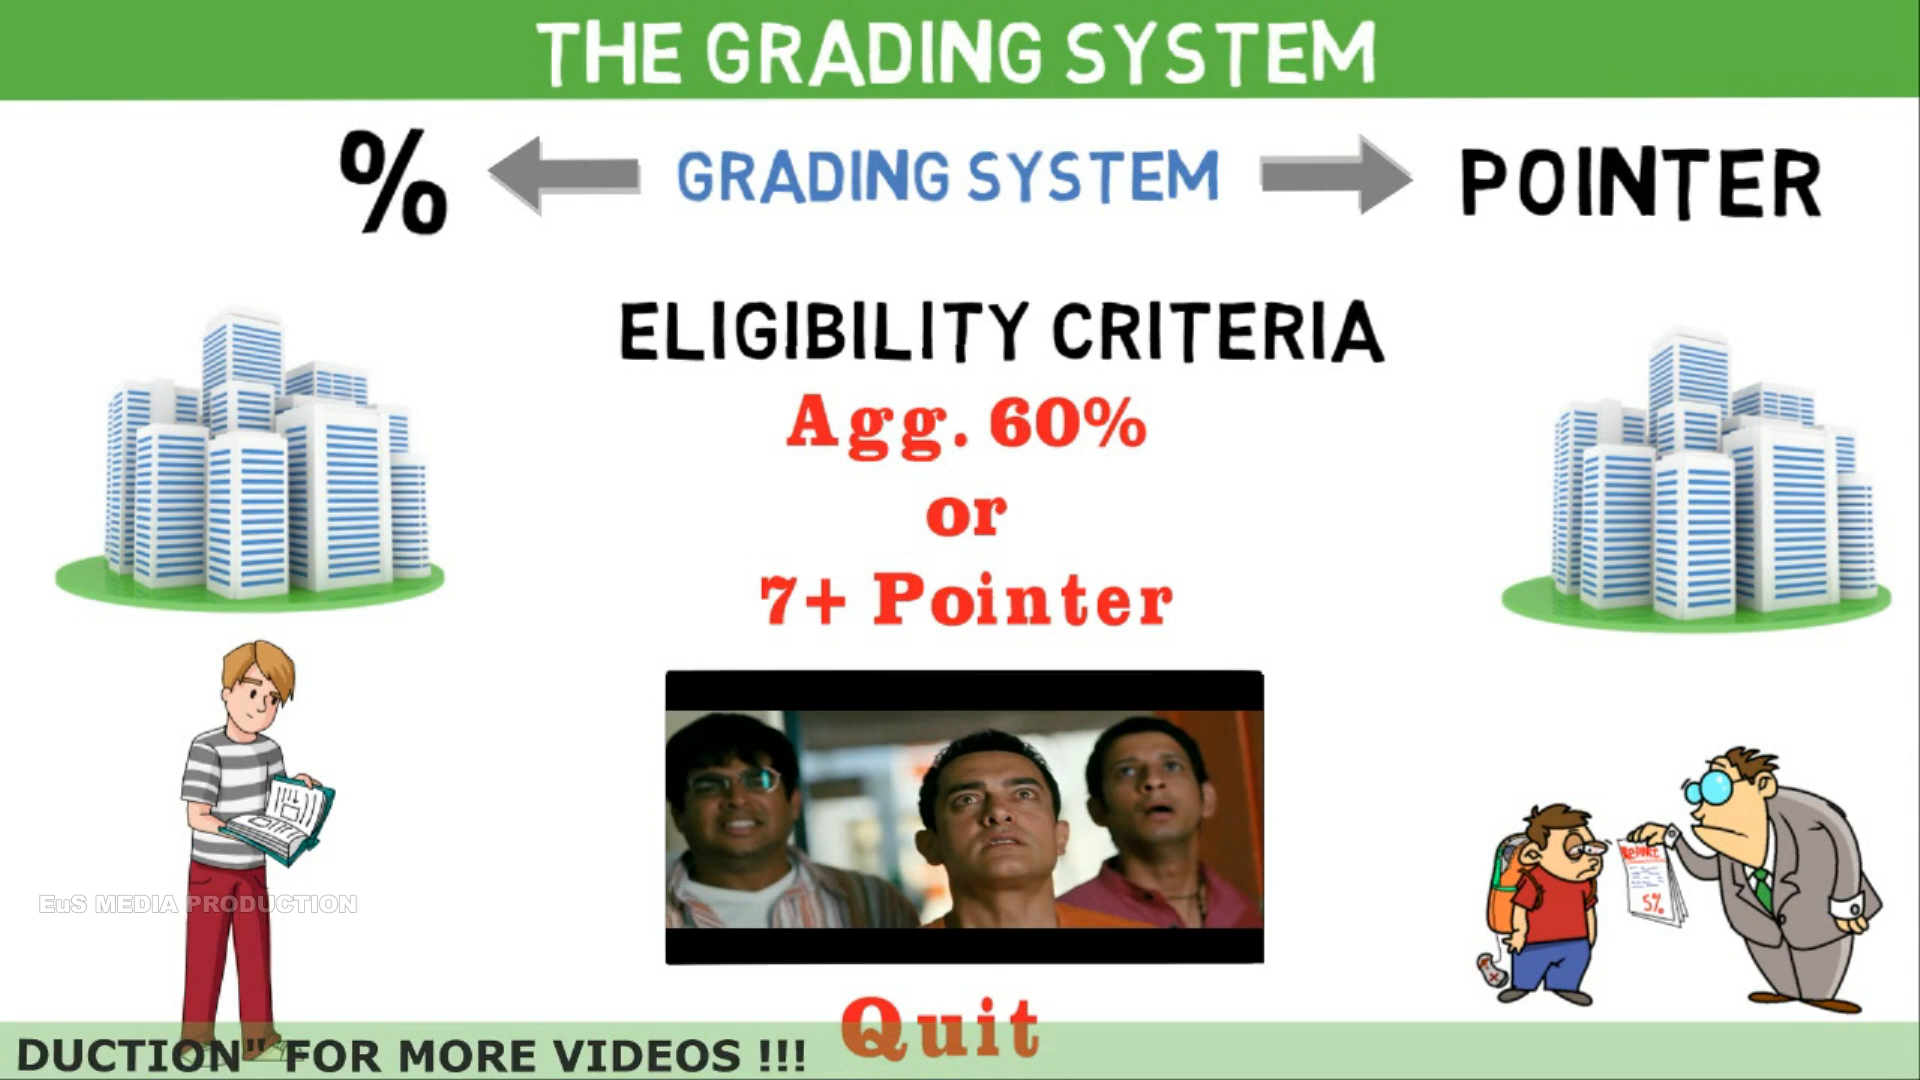 THE GRADING SYSTEM
% GRADING SYSTEM POINTER
ELIGIBILITY CRITERIA
Agg. 60%
or
7+ Pointer
REPORT
5%
EuS MEDIA PRODUCTION
Quit
DUCTION" FOR MORE VIDEOS !!!